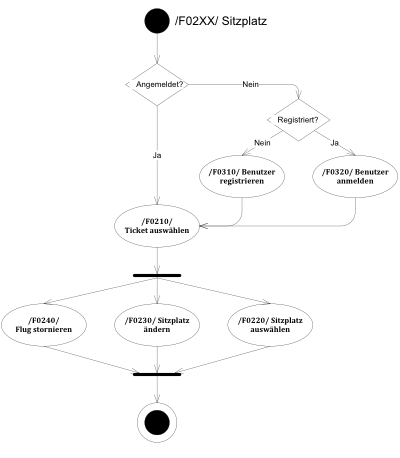 /F02XX/ Sitzplatz
Angemeldet?
Nein
Registriert?
Nein
Ja
Ja
/F0310/ Benutzer
registrieren
/F0320/ Benutzer
anmelden
/F0210/
Ticket auswählen
/F0240/
Flug stornieren
/F0230/ Sitzplatz
ändern
/F0220/ Sitzplatz
auswählen